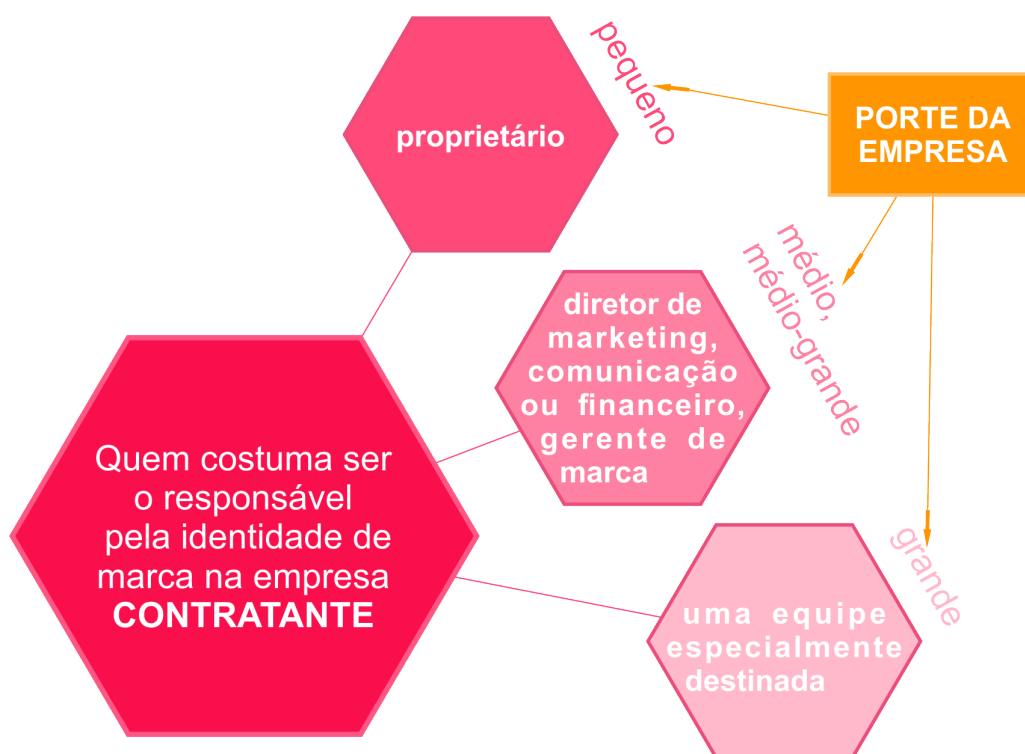 proprietário
pequeno
PORTE DA
EMPRESA
médio,
médio-grande
diretor de
marketing,
comunicação
ou financeiro,
gerente de
marca
Quem costuma ser
o responsável
pela identidade de
marca na empresa
CONTRATANTE
grande
uma equipe
especialmente
destinada